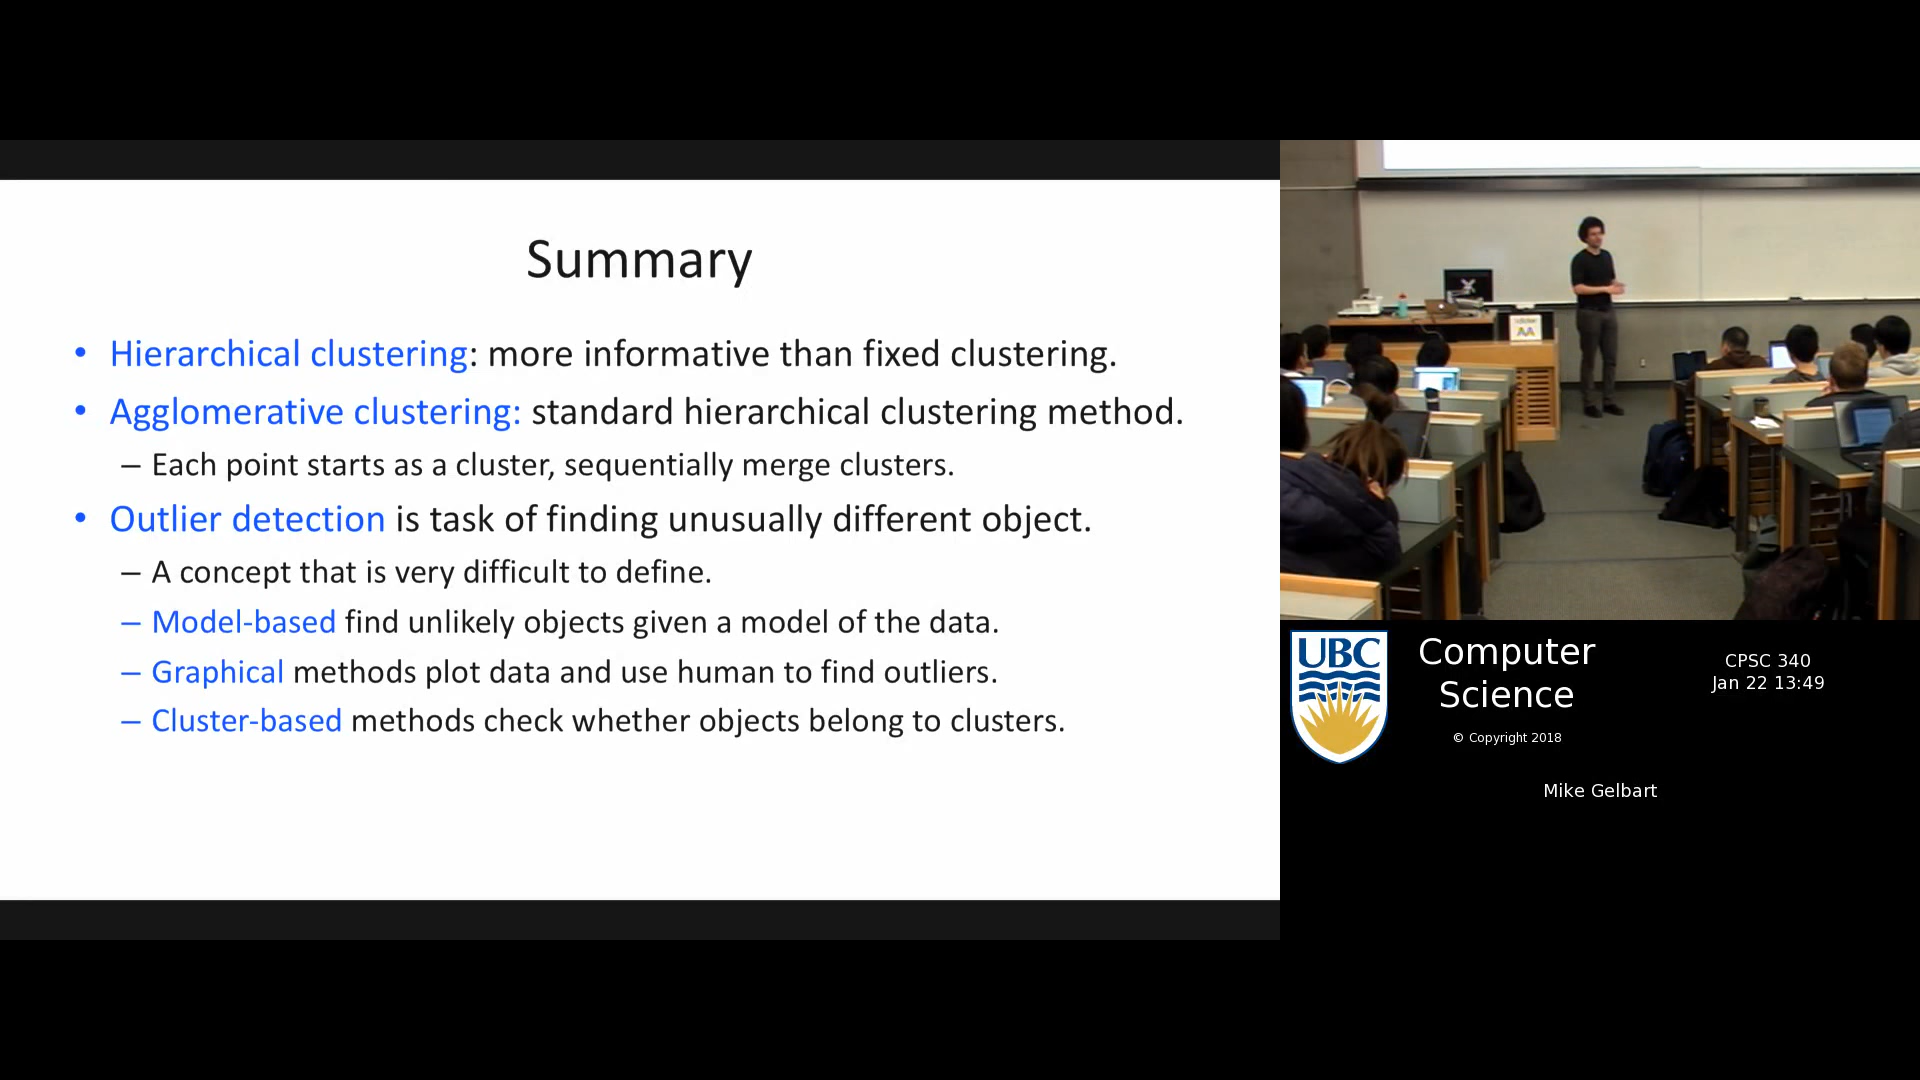 Summary
• Hierarchical clustering: more informative than fixed clustering.
• Agglomerative clustering: standard hierarchical clustering method.
– Each point starts as a cluster, sequentially merge clusters.
• Outlier detection is task of finding unusually different object.
– A concept that is very difficult to define.
– Model-based find unlikely objects given a model of the data.
– Graphical methods plot data and use human to find outliers.
– Cluster-based methods check whether objects belong to clusters.
UBC
Computer
Science
© Copyright 2018
CPSC 340
Jan 22 13:49
Mike Gelbart